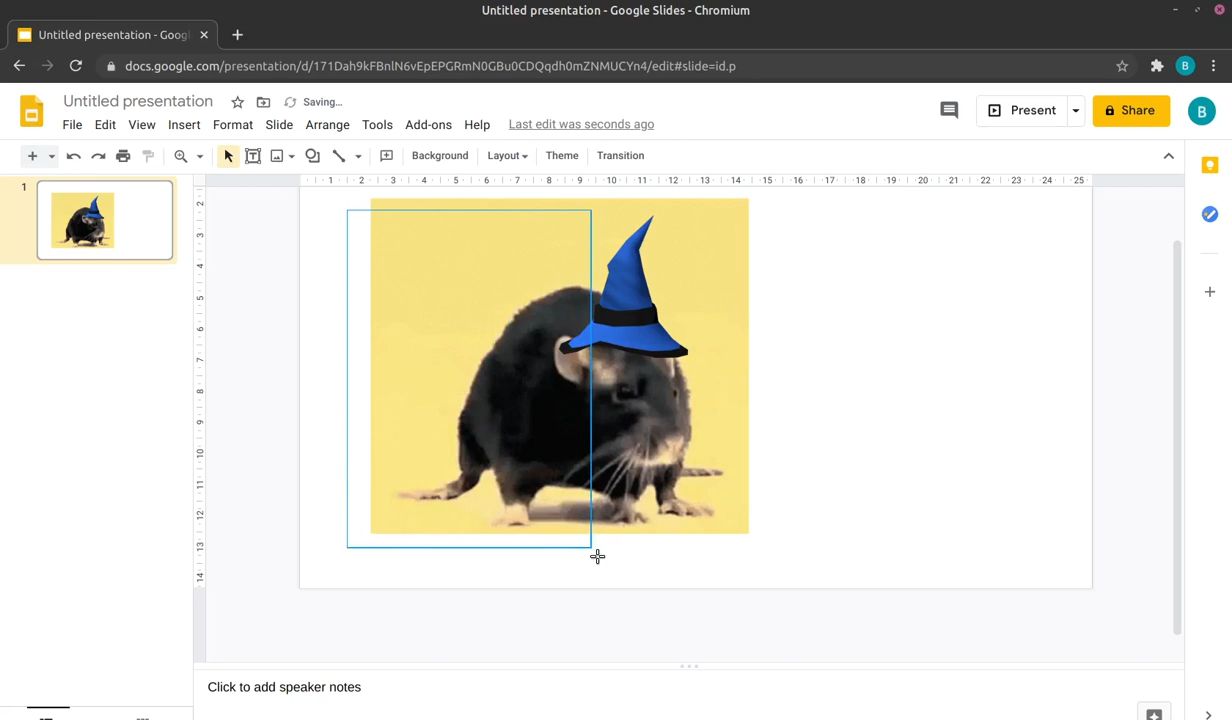 Untitled presentation - Google Slides - Chromium
Untitled presentation - Goog
docs.google.com/presentation/d/171Dah9kFBnlN6vEpEPGRmN0GBu0CDQqdh0mZNMUCYn4/edit#slide=id.p
B
Untitled presentation
Saving...
File Edit View Insert Format Slide Arrange Tools Add-ons Help Last edit was seconds ago
Present
Share
B
Background Layout Theme Transition
1 2 3 4 5 6 7 8 9 10 11 12 13 14 15 16 17 18 19 20 21 22 23 24 25
1
2
3
4
5
6
7
8
9
10
11
12
13
14
Click to add speaker notes